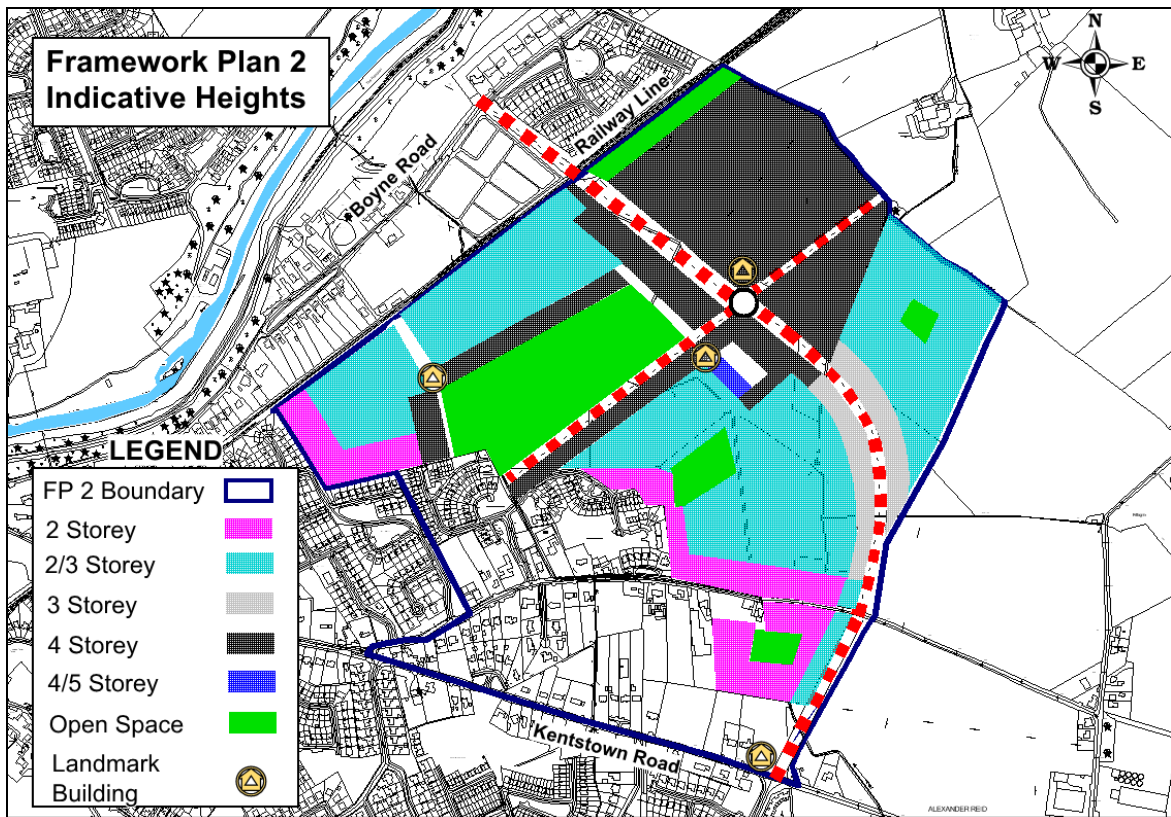 Framework Plan 2
Indicative Heights
N
W
E
S
Railway Line
Boyne Road
LEGEND
FP 2 Boundary
2 Storey
2/3 Storey
3 Storey
4 Storey
4/5 Storey
Open Space
Landmark
Building
Kentstown Road
ALEXANDER REID